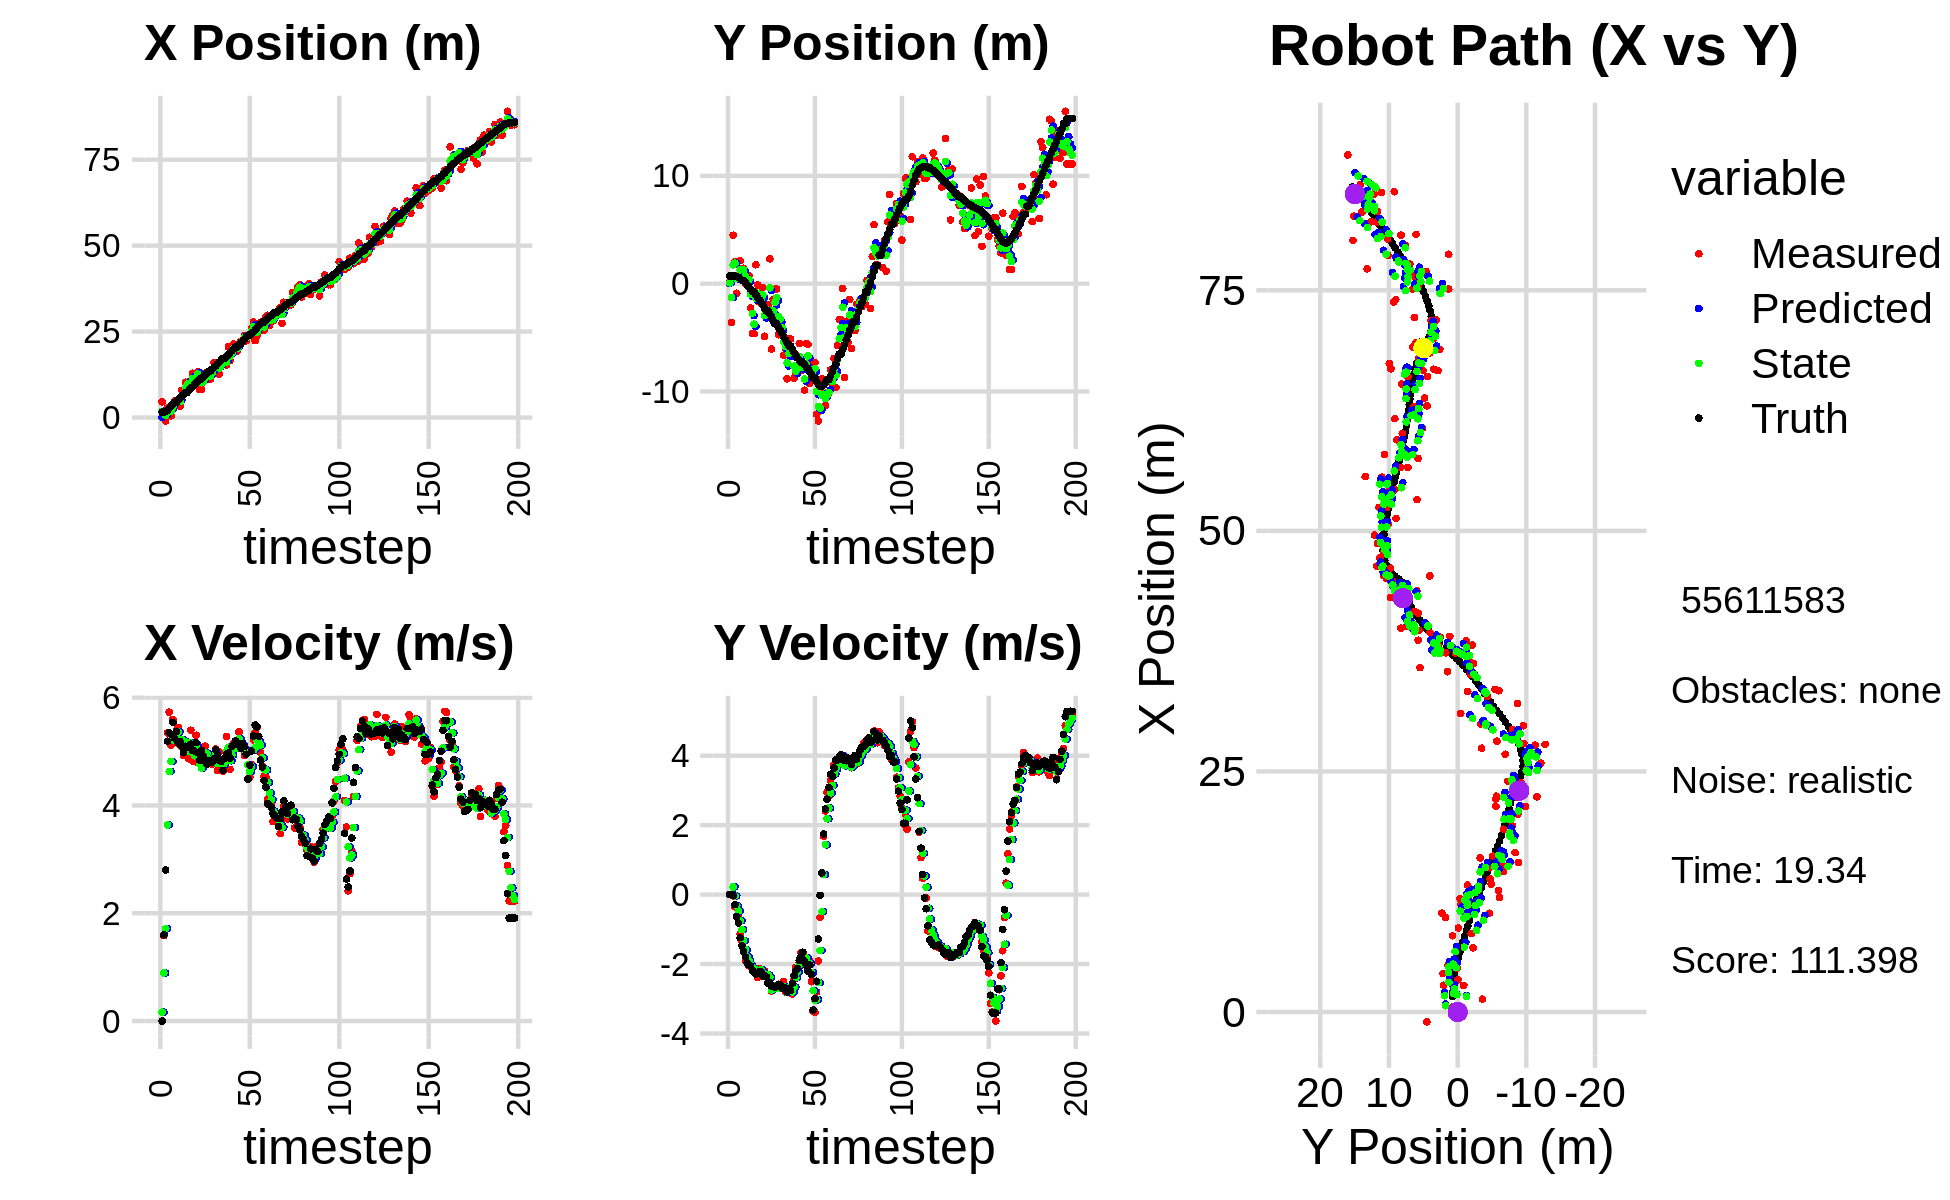 X Position (m)
75
50
25
0
0 50 100 150 200
timestep
Y Position (m)
10
0
-10
0 50 100 150 200
timestep
X Velocity (m/s)
6
4
2
0
0 50 100 150 200
timestep
Y Velocity (m/s)
4
2
0
-2
-4
0 50 100 150 200
timestep
Robot Path (X vs Y)
X Position (m)
75
50
25
0
20 10 0 -10 -20
Y Position (m)
variable
Measured
Predicted
State
Truth
55611583
Obstacles: none
Noise: realistic
Time: 19.34
Score: 111.398